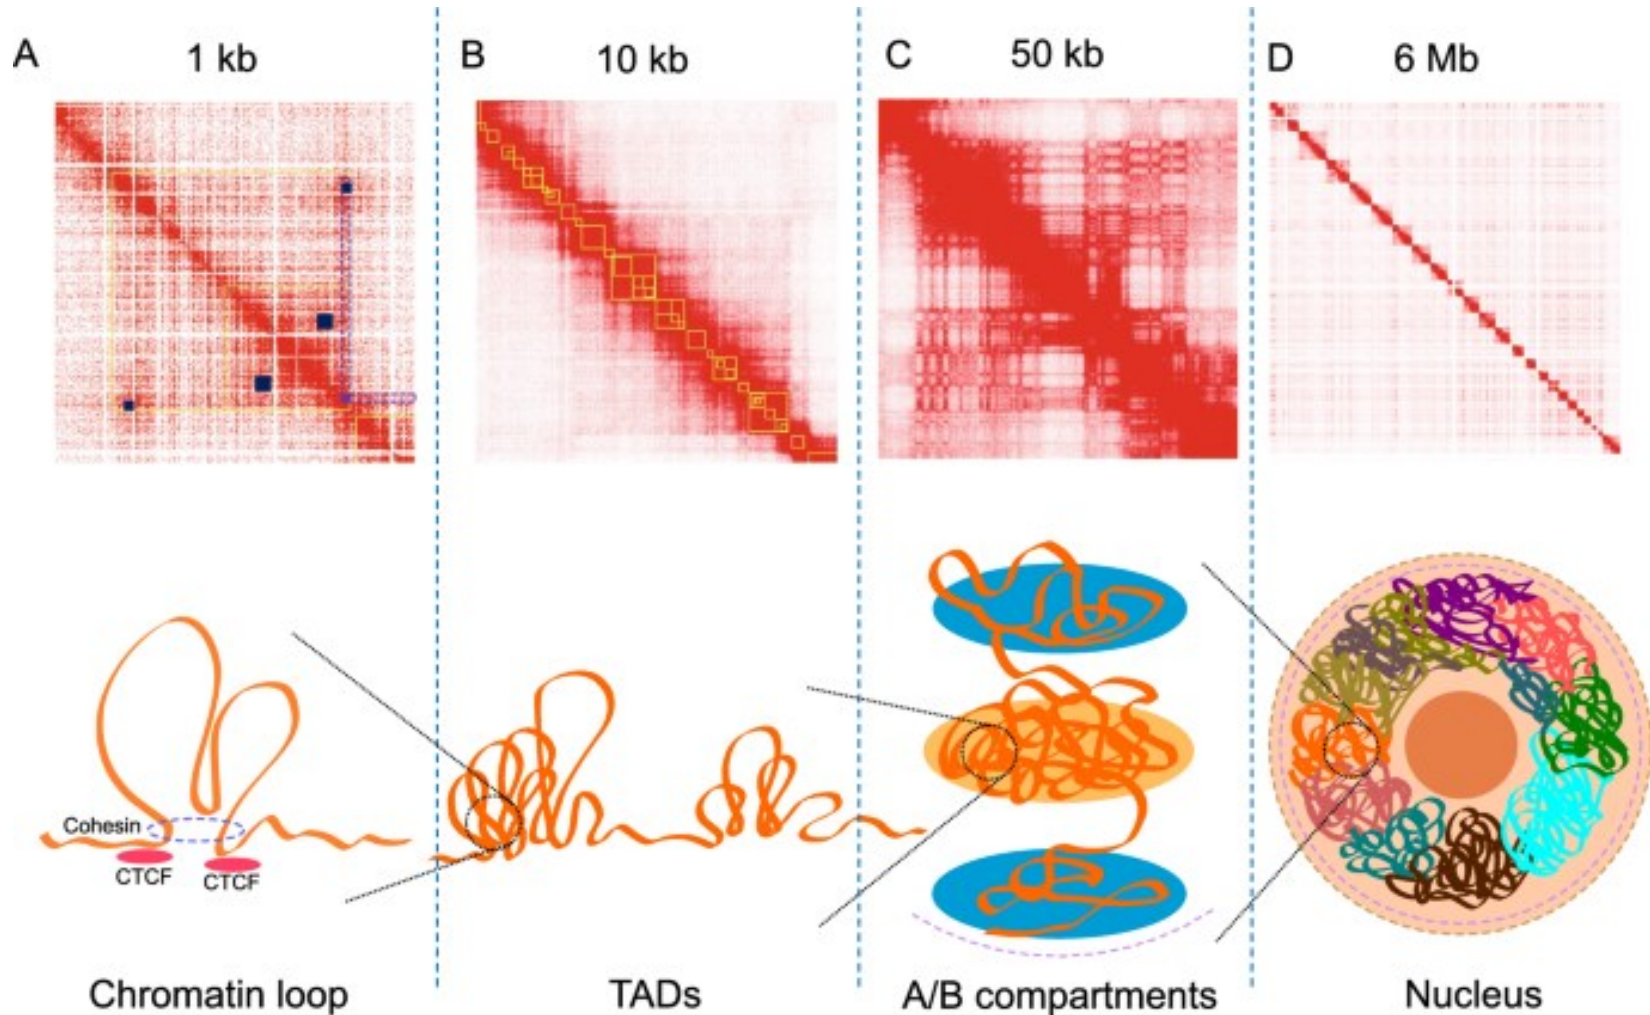 A
1 kb
B
10 kb
C
50 kb
D
6 Mb
Cohesin
CTCF
CTCF
Chromatin loop
TADs
A/B compartments
Nucleus